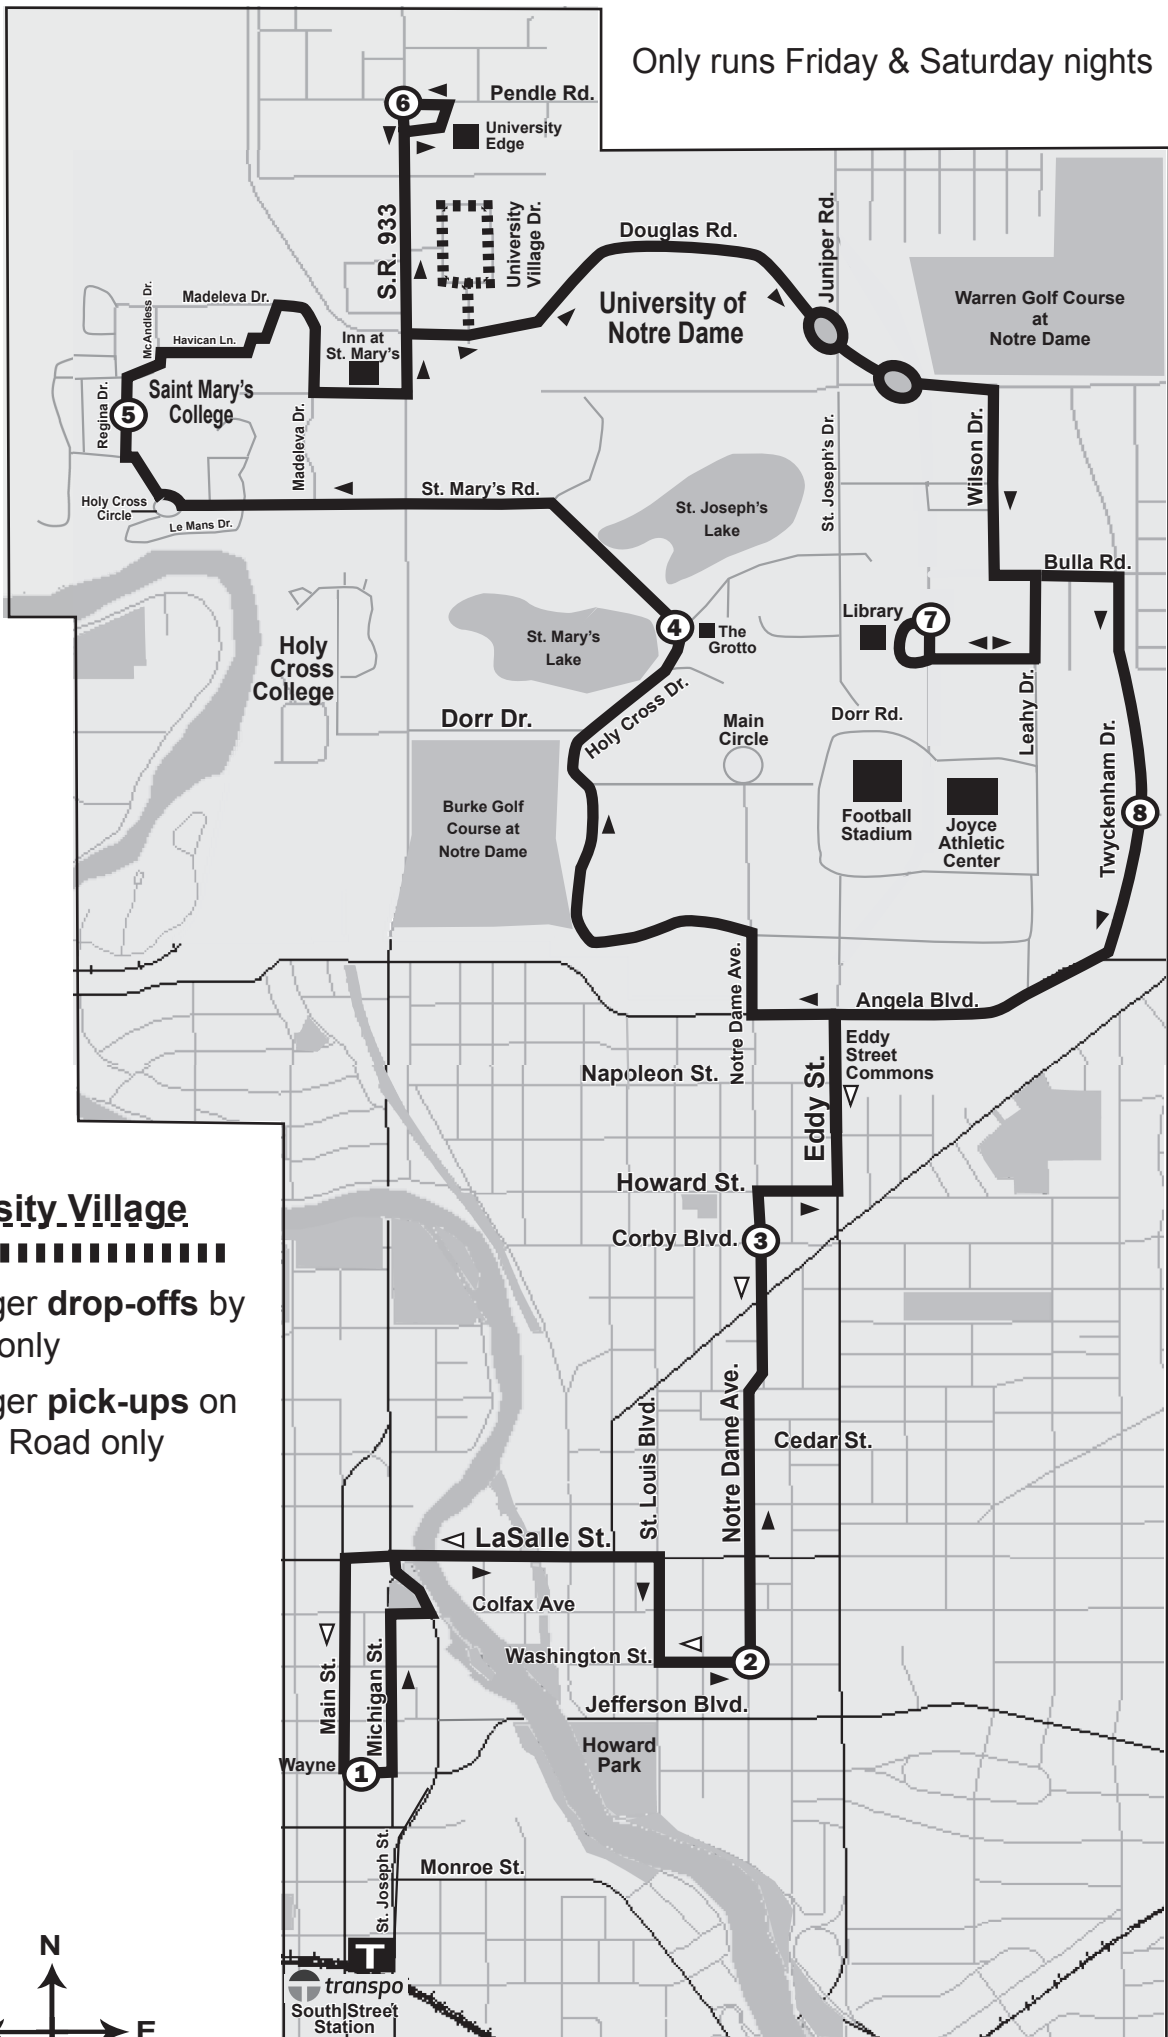 Only runs Friday & Saturday nights
6
Pendle Rd.
University
Edge
S.R. 933
University
Village Dr.
Douglas Rd.
Juniper Rd.
University of
Notre Dame
Warren Golf Course
at
Notre Dame
McAndless Dr.
Madeleva Dr.
Havican Ln.
Inn at
St. Mary's
Saint Mary's
College
Regina Dr.
5
Madeleva Dr.
St. Joseph's Dr.
Wilson Dr.
Holy Cross
Circle
Le Mans Dr.
St. Mary's Rd.
St. Joseph's
Lake
Bulla Rd.
Library
7
4
The
Grotto
St. Mary's
Lake
Holy
Cross
College
Dorr Dr.
Holy Cross Dr.
Main
Circle
Dorr Rd.
Leahy Dr.
Twyckenham Dr.
8
Burke Golf
Course at
Notre Dame
Football
Stadium
Joyce
Athletic
Center
Notre Dame Ave.
Angela Blvd.
Eddy
Street
Commons
Napoleon St.
Eddy St.
Howard St.
Corby Blvd.
3
sity Village
ger drop-offs by
only
ger pick-ups on
Road only
St. Louis Blvd.
Notre Dame Ave.
Cedar St.
LaSalle St.
Colfax Ave
Washington St.
2
Main St.
Michigan St.
Jefferson Blvd.
Howard
Park
Wayne
1
St. Joseph St.
Monroe St.
T
transpo
South Street
Station
N
E